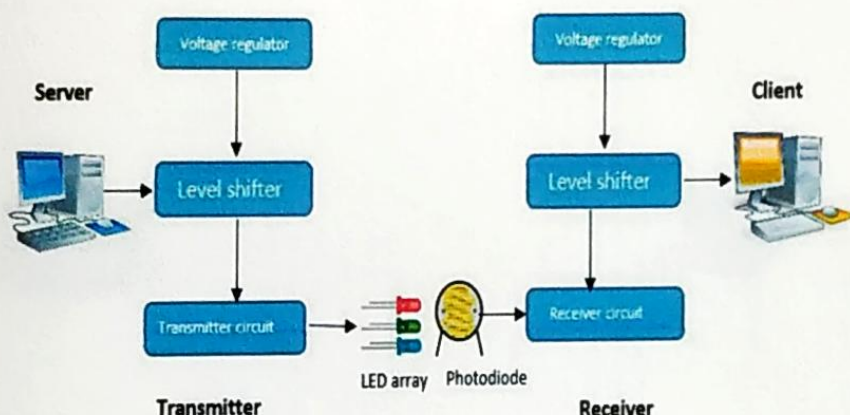 Voltage regulator
Voltage regulator
Server
Client
Level shifter
Level shifter
Transmitter circuit
Receiver circuit
LED array
Photodiode
Transmitter
Receiver